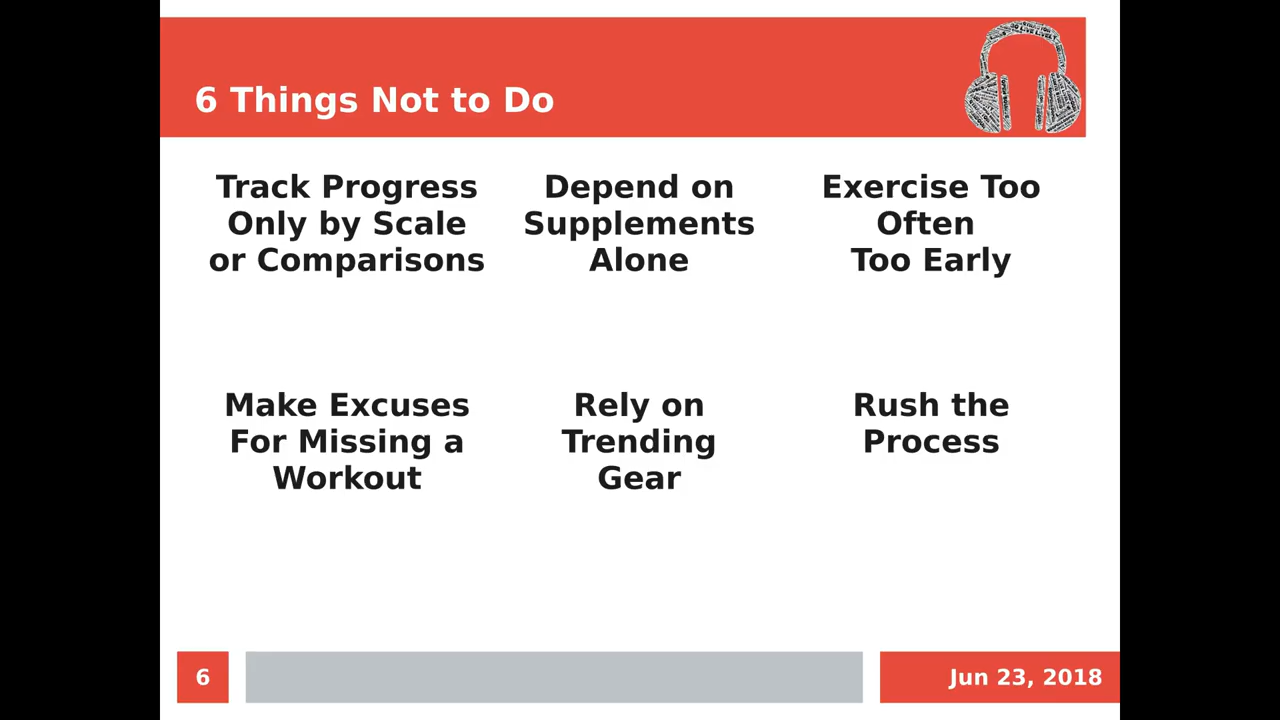 6 Things Not to Do
Track Progress
Only by Scale
or Comparisons
Depend on
Supplements
Alone
Exercise Too
Often
Too Early
Make Excuses
For Missing a
Workout
Rely on
Trending
Gear
Rush the
Process
6
Jun 23, 2018